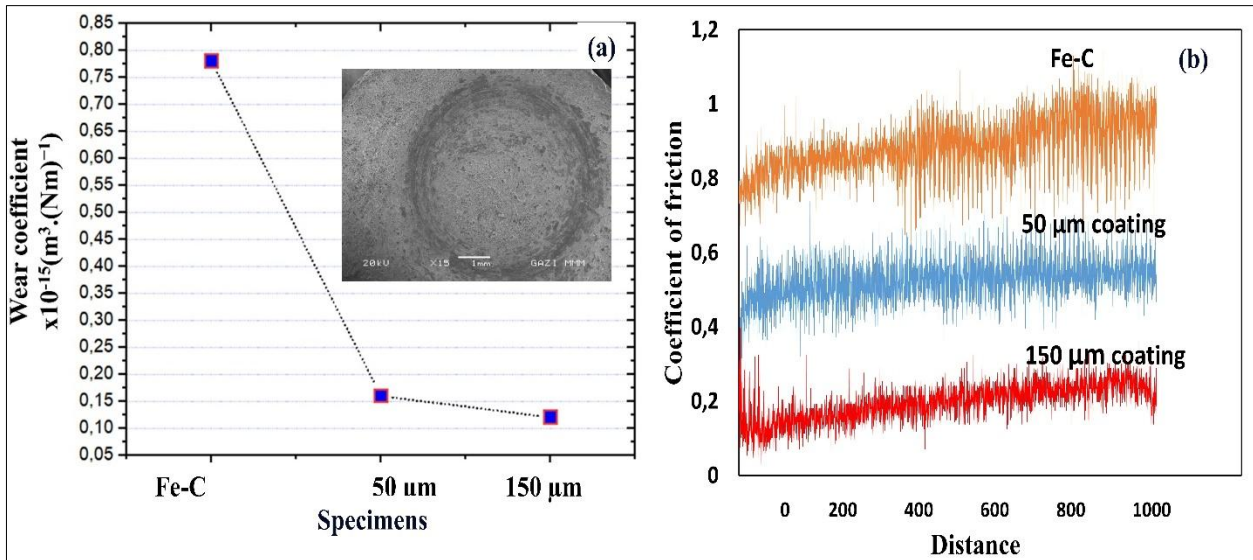 0,85
0,80
0,75
0,70
0,65
0,60
0,55
0,50
0,45
0,40
0,35
0,30
0,25
0,20
0,15
0,10
0,05
Wear coefficient
x10⁻¹⁵(m³.(Nm)⁻¹
(a)
20kV X15 1mm GAZI MMM
Fe-C 50 μm 150 μm
Specimens
1,2
1
0,8
0,6
0,4
0,2
0
Coefficient of friction
(b)
Fe-C
50 μm coating
150 μm coating
0 200 400 600 800 1000
Distance